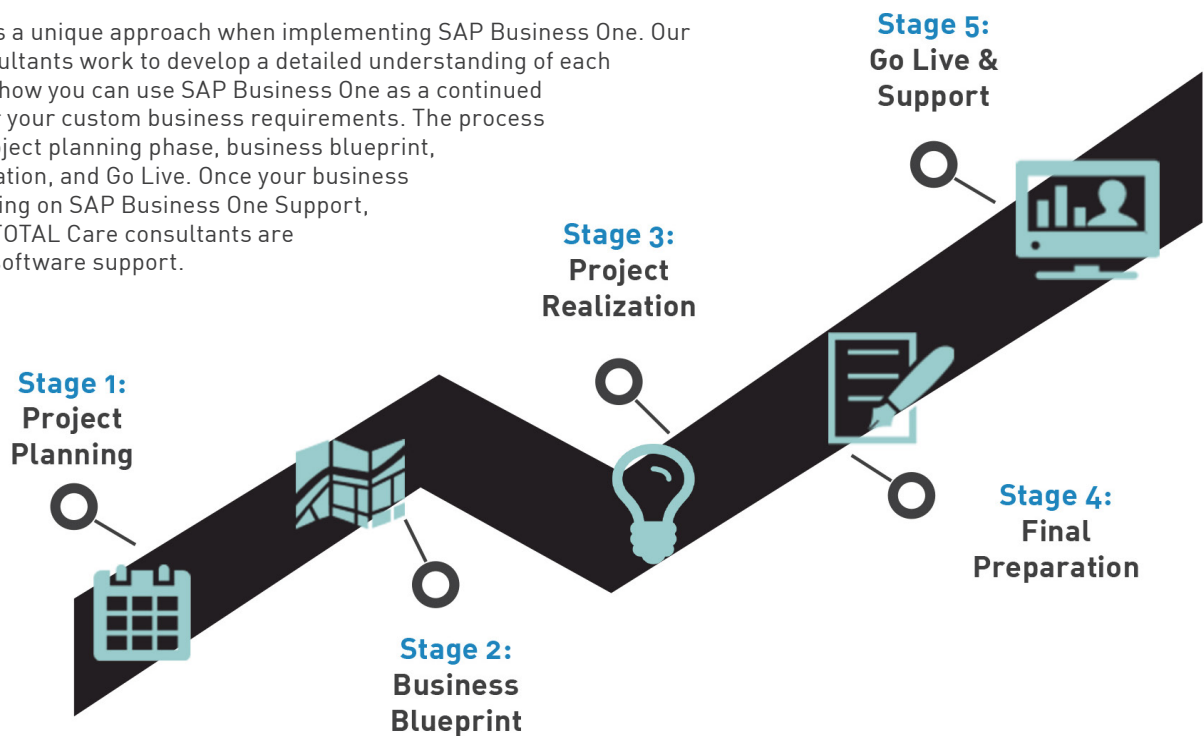 s a unique approach when implementing SAP Business One. Our
ultants work to develop a detailed understanding of each
how you can use SAP Business One as a continued
your custom business requirements. The process
ject planning phase, business blueprint,
ation, and Go Live. Once your business
ing on SAP Business One Support,
TOTAL Care consultants are
software support.
Stage 1:
Project
Planning
Stage 2:
Business
Blueprint
Stage 3:
Project
Realization
Stage 4:
Final
Preparation
Stage 5:
Go Live &
Support